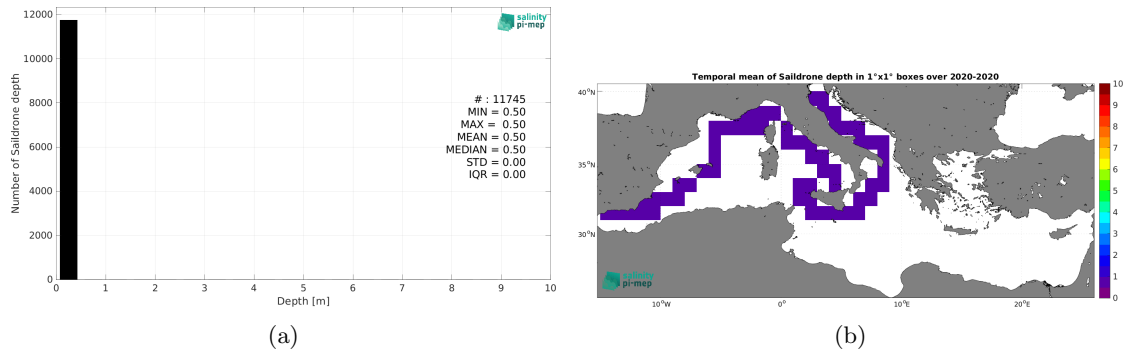 12000
10000
8000
6000
4000
2000
0
Number of Saildrone depth
salinity
pi-mep
# : 11745
MIN = 0.50
MAX = 0.50
MEAN = 0.50
MEDIAN = 0.50
STD = 0.00
IQR = 0.00
0 1 2 3 4 5 6 7 8 9 10
Depth [m]
(a)
Temporal mean of Saildrone depth in 1°x1° boxes over 2020-2020
40°N
35°N
30°N
salinity
pi-mep
10°W 0° 10°E 20°E
10
9
8
7
6
5
4
3
2
1
0
(b)